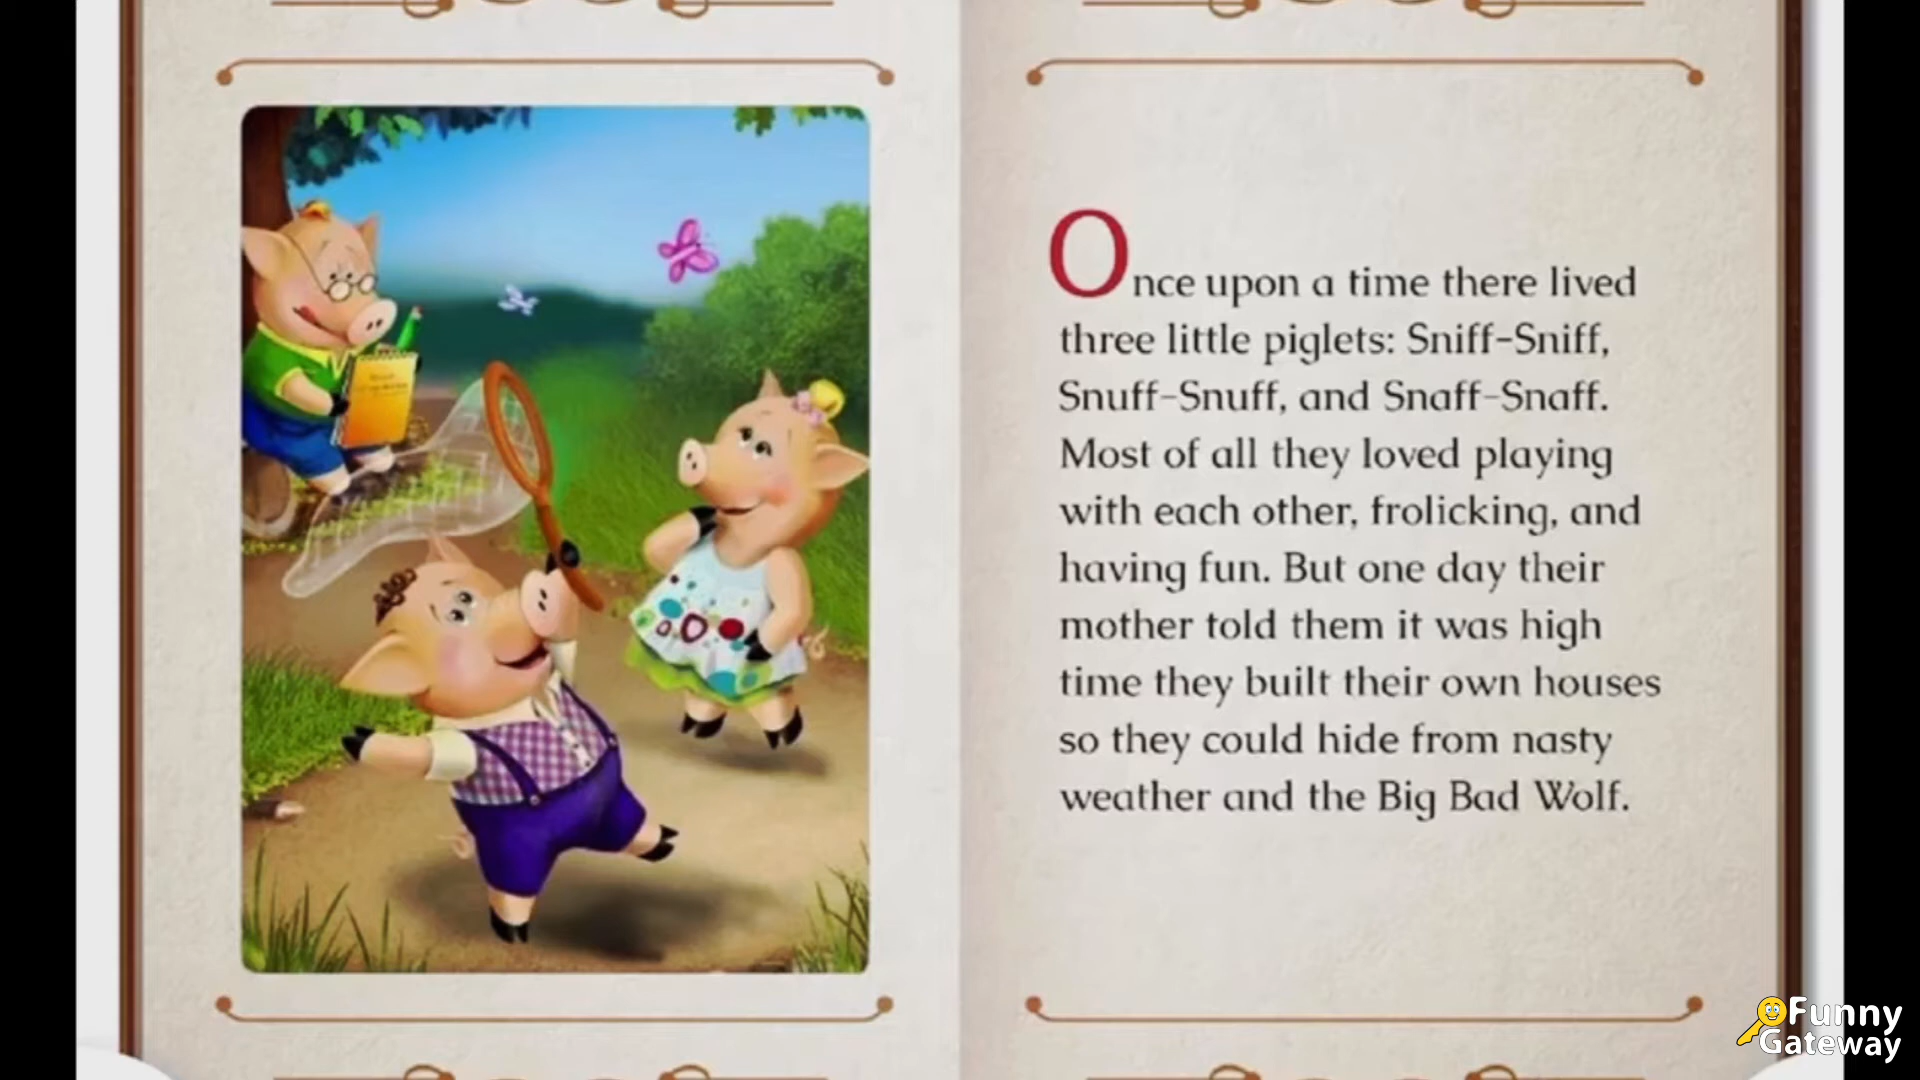 Once upon a time there lived
three little piglets: Sniff-Sniff,
Snuff-Snuff, and Snaff-Snaff.
Most of all they loved playing
with each other, frolicking, and
having fun. But one day their
mother told them it was high
time they built their own houses
so they could hide from nasty
weather and the Big Bad Wolf.
Funny
Gateway